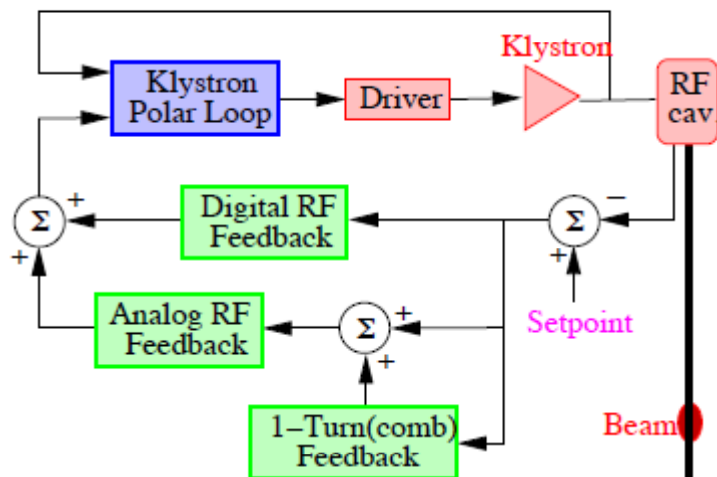 Klystron
Klystron
Polar Loop
Driver
RF
cav.
+
Σ
+
Digital RF
Feedback
−
Σ
+
Setpoint
Analog RF
Feedback
+
Σ
+
1−Turn(comb)
Feedback
Beam